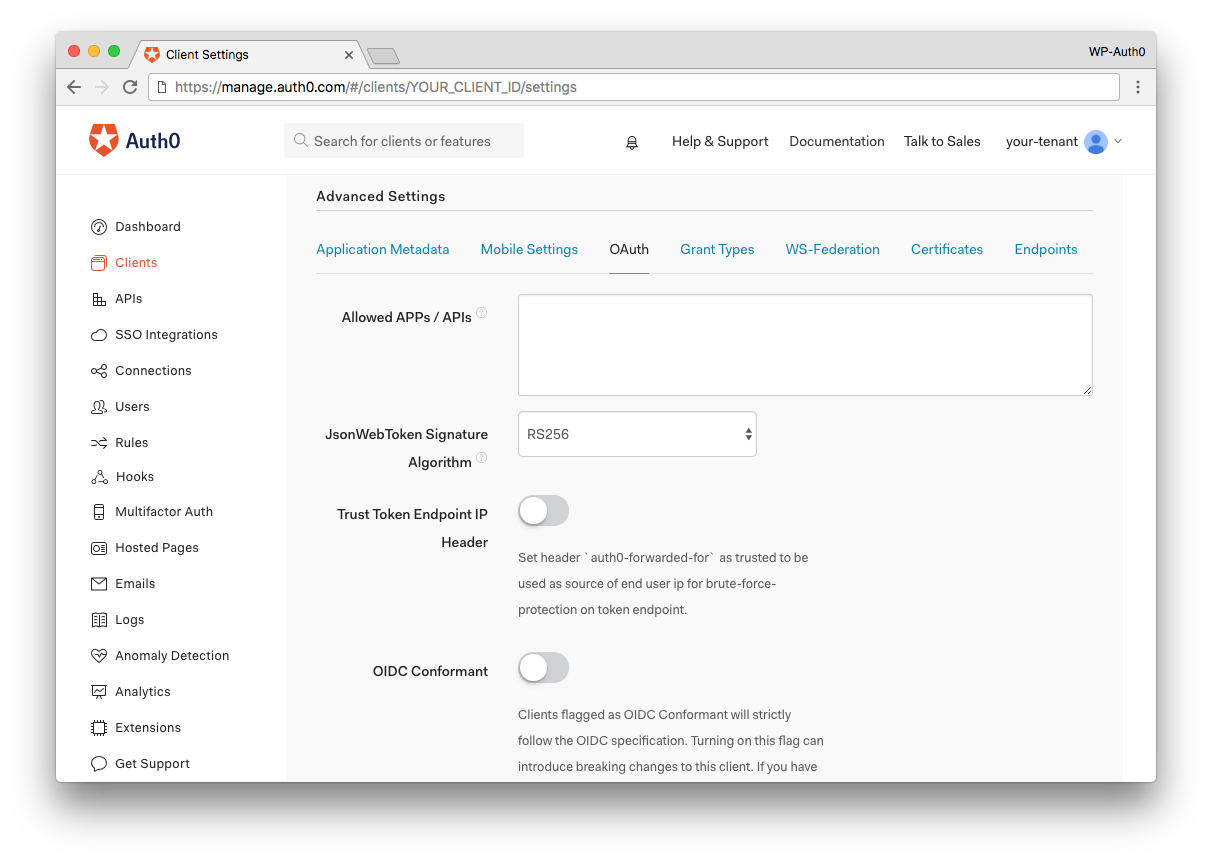 Client Settings
WP-Auth0
https://manage.auth0.com/#/clients/YOUR_CLIENT_ID/settings
Auth0
Search for clients or features
Help & Support
Documentation
Talk to Sales
your-tenant
Dashboard
Clients
APIs
SSO Integrations
Connections
Users
Rules
Hooks
Multifactor Auth
Hosted Pages
Emails
Logs
Anomaly Detection
Analytics
Extensions
Get Support
Advanced Settings
Application Metadata
Mobile Settings
OAuth
Grant Types
WS-Federation
Certificates
Endpoints
Allowed APPs / APIs ?
JsonWebToken Signature
Algorithm ?
RS256
Trust Token Endpoint IP
Header
Set header `auth0-forwarded-for` as trusted to be
used as source of end user ip for brute-force-
protection on token endpoint.
OIDC Conformant
Clients flagged as OIDC Conformant will strictly
follow the OIDC specification. Turning on this flag can
introduce breaking changes to this client. If you have